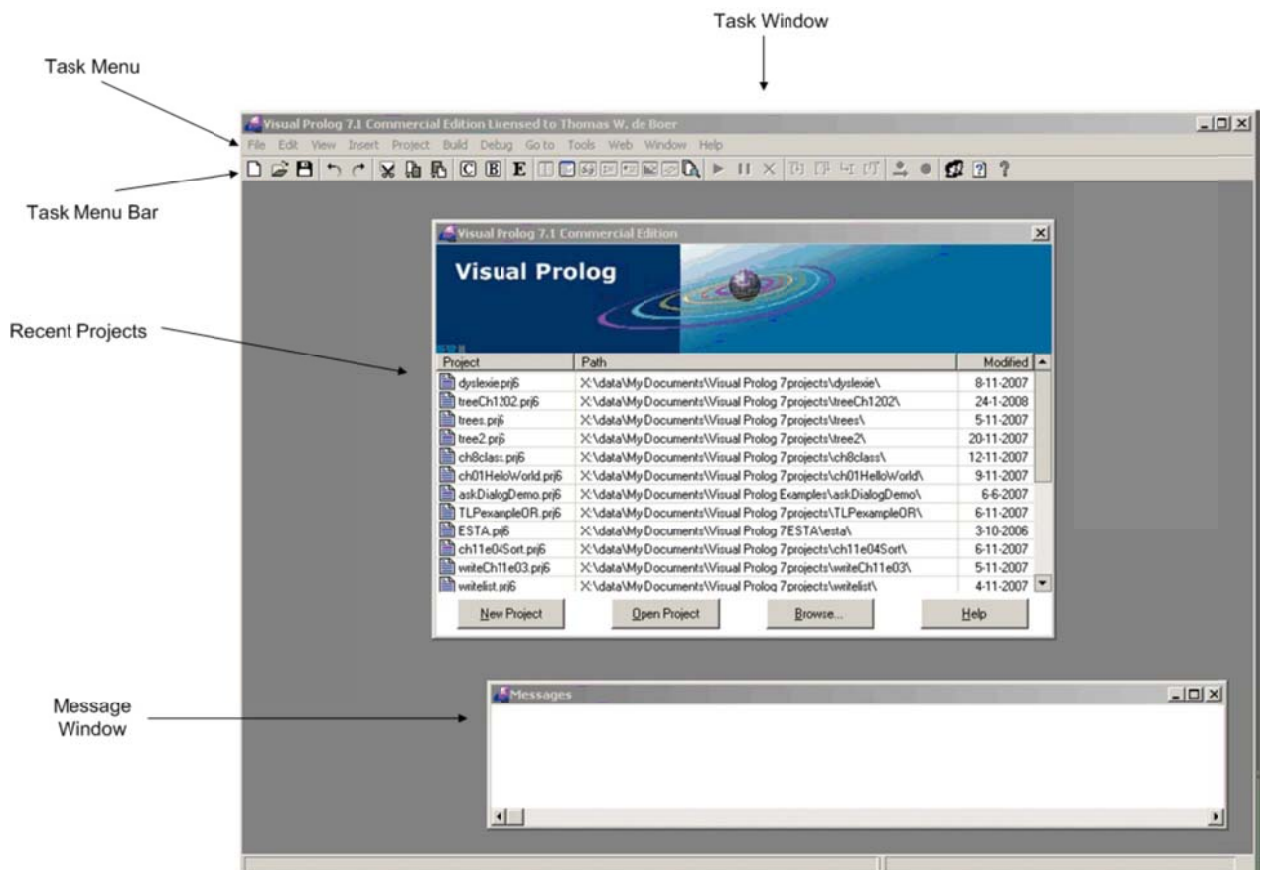 Task Window
Task Menu
Visual Prolog 7.1 Commercial Edition Licensed to Thomas W. de Boer
File Edit View Insert Project Build Debug Go to Tools Web Window Help
C B E
Task Menu Bar
Visual Prolog 7.1 Commercial Edition
Visual Prolog
Recent Projects
Project Path Modified
dyslexie.prj6 X:\data\MyDocuments\Visual Prolog 7projects\dyslexie\ 8-11-2007
treeCh1202.prj6 X:\data\MyDocuments\Visual Prolog 7projects\treeCh1202\ 24-1-2008
trees.prj6 X:\data\MyDocuments\Visual Prolog 7projects\trees\ 5-11-2007
tree2.prj6 X:\data\MyDocuments\Visual Prolog 7projects\tree2\ 20-11-2007
ch8class.prj6 X:\data\MyDocuments\Visual Prolog 7projects\ch8class\ 12-11-2007
ch01HeloWorld.prj6 X:\data\MyDocuments\Visual Prolog 7projects\ch01HelloWorld\ 9-11-2007
askDialogDemo.prj6 X:\data\MyDocuments\Visual Prolog Examples\askDialogDemo\ 6-6-2007
TLPexampleOR.prj6 X:\data\MyDocuments\Visual Prolog 7projects\TLPexampleOR\ 6-11-2007
ESTA.prj6 X:\data\MyDocuments\Visual Prolog 7ESTA\esta\ 3-10-2006
ch11e04Sort.prj6 X:\data\MyDocuments\Visual Prolog 7projects\ch11e04Sort\ 6-11-2007
writeCh11e03.prj6 X:\data\MyDocuments\Visual Prolog 7projects\writeCh11e03\ 5-11-2007
writelist.prj6 X:\data\MyDocuments\Visual Prolog 7projects\writelist\ 4-11-2007
New Project Open Project Browse... Help
Messages
Message
Window